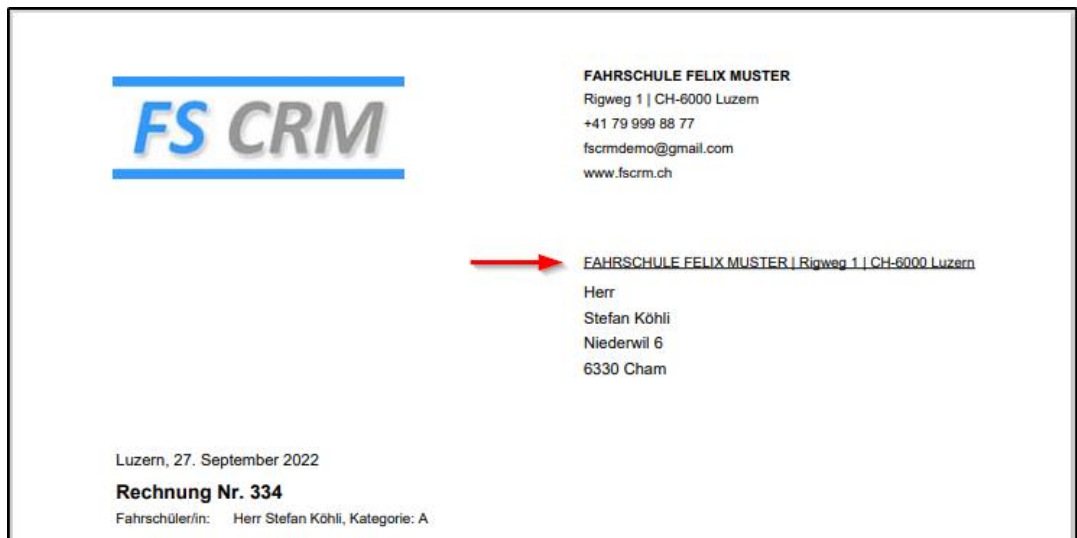 FS CRM
FAHRSCHULE FELIX MUSTER
Rigweg 1 | CH-6000 Luzern
+41 79 999 88 77
fscrmdemo@gmail.com
www.fscrm.ch
FAHRSCHULE FELIX MUSTER | Rigweg 1 | CH-6000 Luzern
Herr
Stefan Köhli
Niederwil 6
6330 Cham
Luzern, 27. September 2022
Rechnung Nr. 334
Fahrschüler/in: Herr Stefan Köhli, Kategorie: A